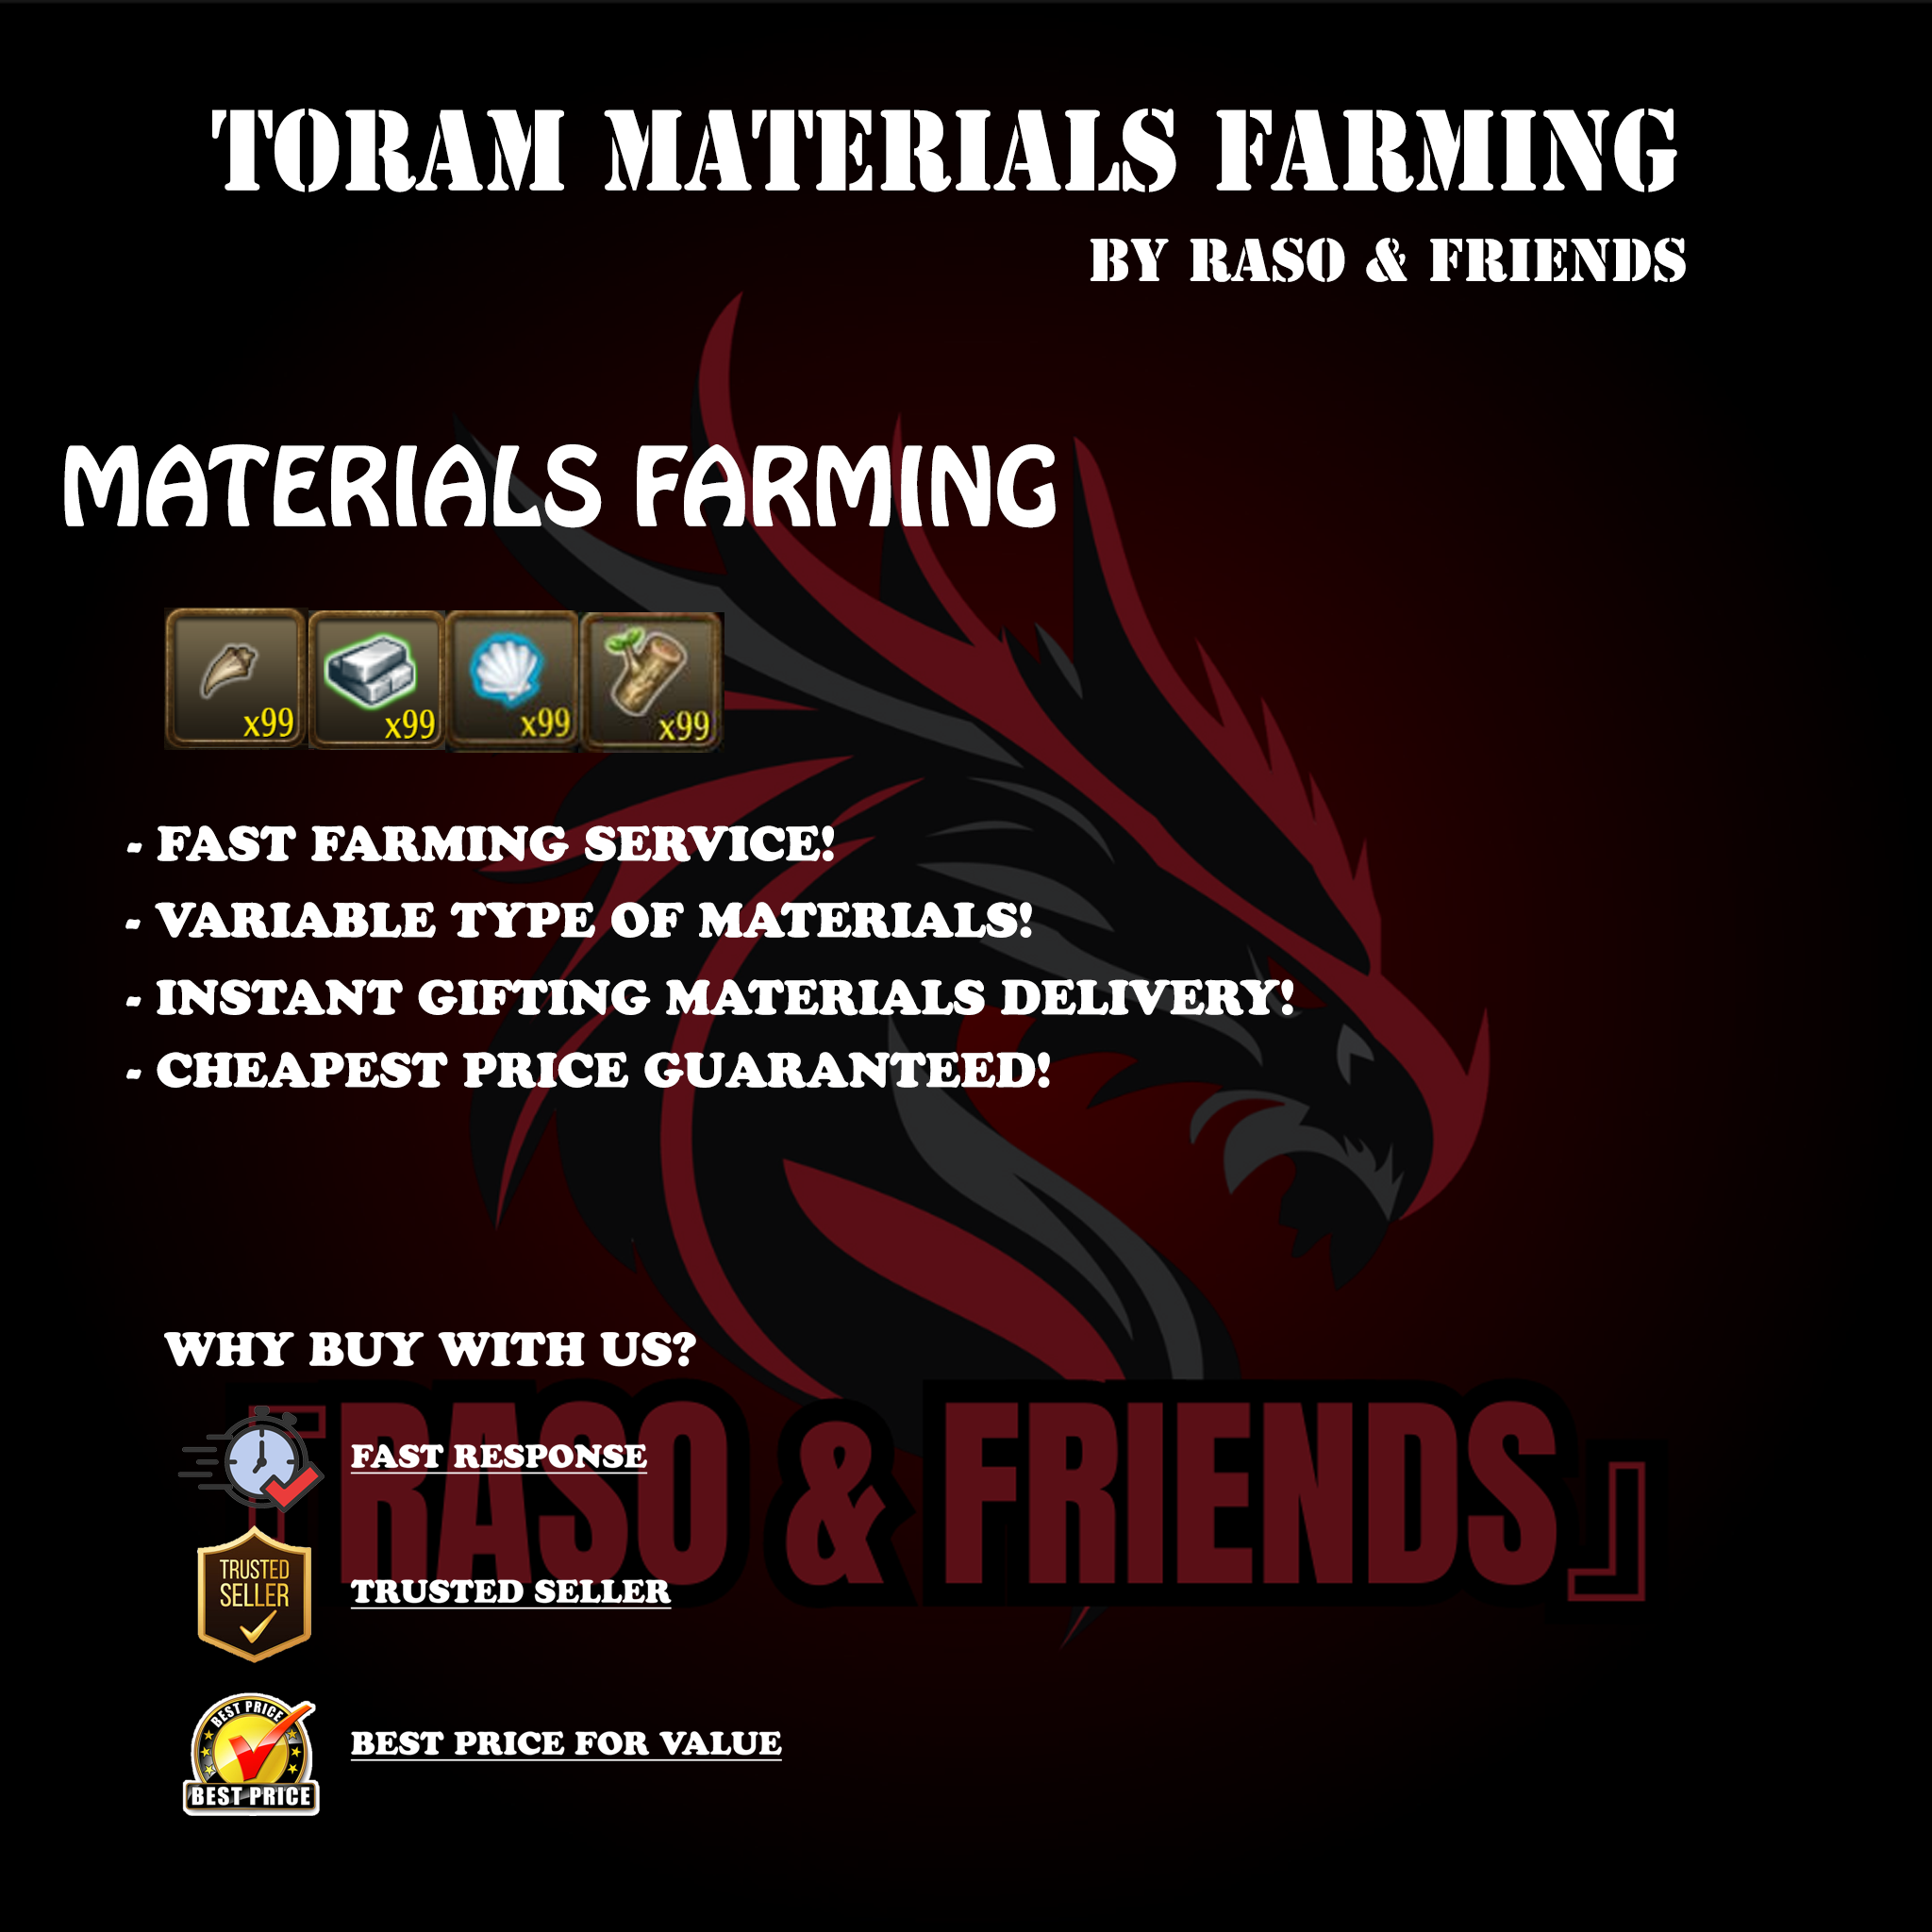 TORAM MATERIALS FARMING
BY RASO & FRIENDS
MATERIALS FARMING
x99 x99 x99 x99
- FAST FARMING SERVICE!
- VARIABLE TYPE OF MATERIALS!
- INSTANT GIFTING MATERIALS DELIVERY!
- CHEAPEST PRICE GUARANTEED!
WHY BUY WITH US?
『RASO & FRIENDS』
FAST RESPONSE
TRUSTED
SELLER
TRUSTED SELLER
BEST PRICE
BEST PRICE
BEST PRICE FOR VALUE